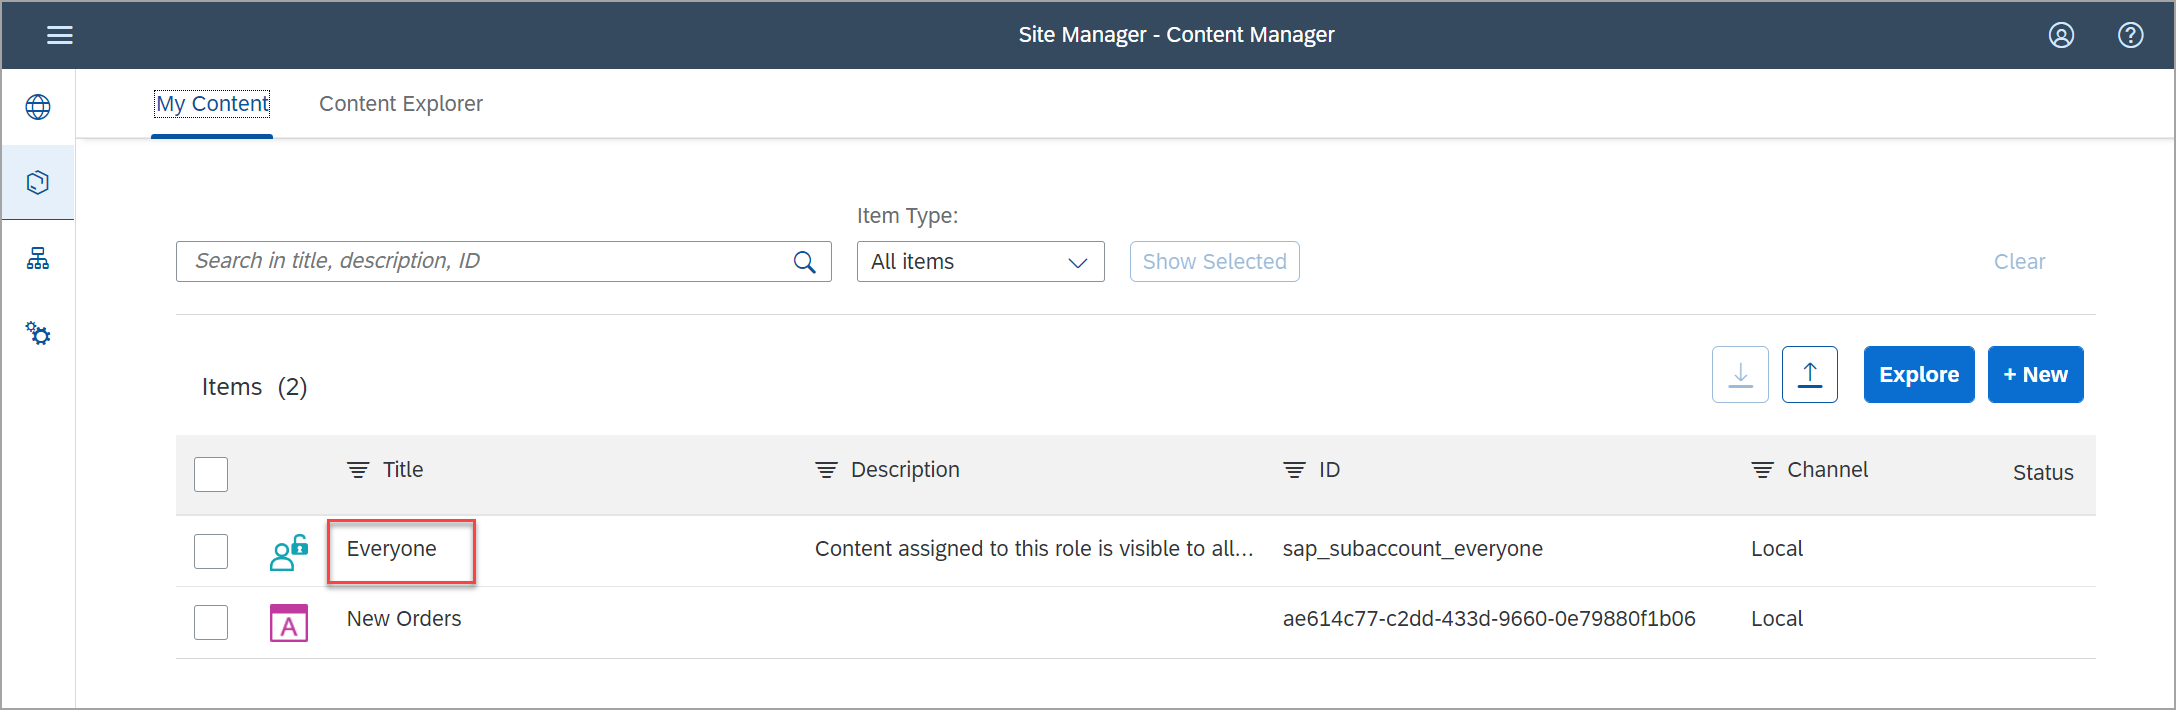 Site Manager - Content Manager
My Content Content Explorer
Item Type:
Search in title, description, ID All items Show Selected Clear
Items (2) Explore + New
Title Description ID Channel Status
Everyone Content assigned to this role is visible to all... sap_subaccount_everyone Local
A New Orders ae614c77-c2dd-433d-9660-0e79880f1b06 Local